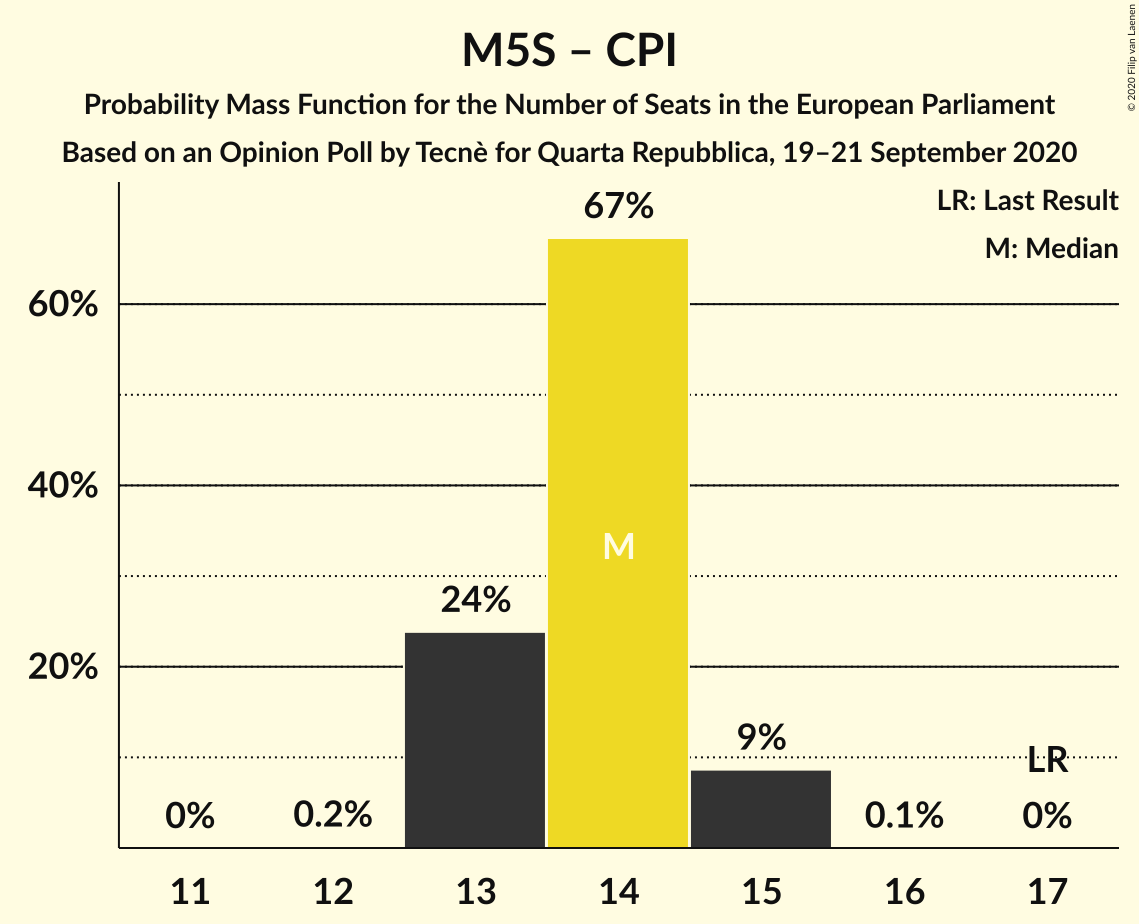 M5S – CPI
Probability Mass Function for the Number of Seats in the European Parliament
Based on an Opinion Poll by Tecnè for Quarta Repubblica, 19–21 September 2020
© 2020 Filip van Laenen
LR: Last Result
M: Median
60%
40%
20%
0%
0.2%
24%
67%
M
9%
0.1%
LR
0%
11 12 13 14 15 16 17